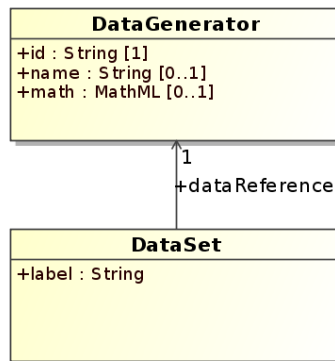 DataGenerator
+id : String [1]
+name : String [0..1]
+math : MathML [0..1]
1
+dataReference
DataSet
+label : String